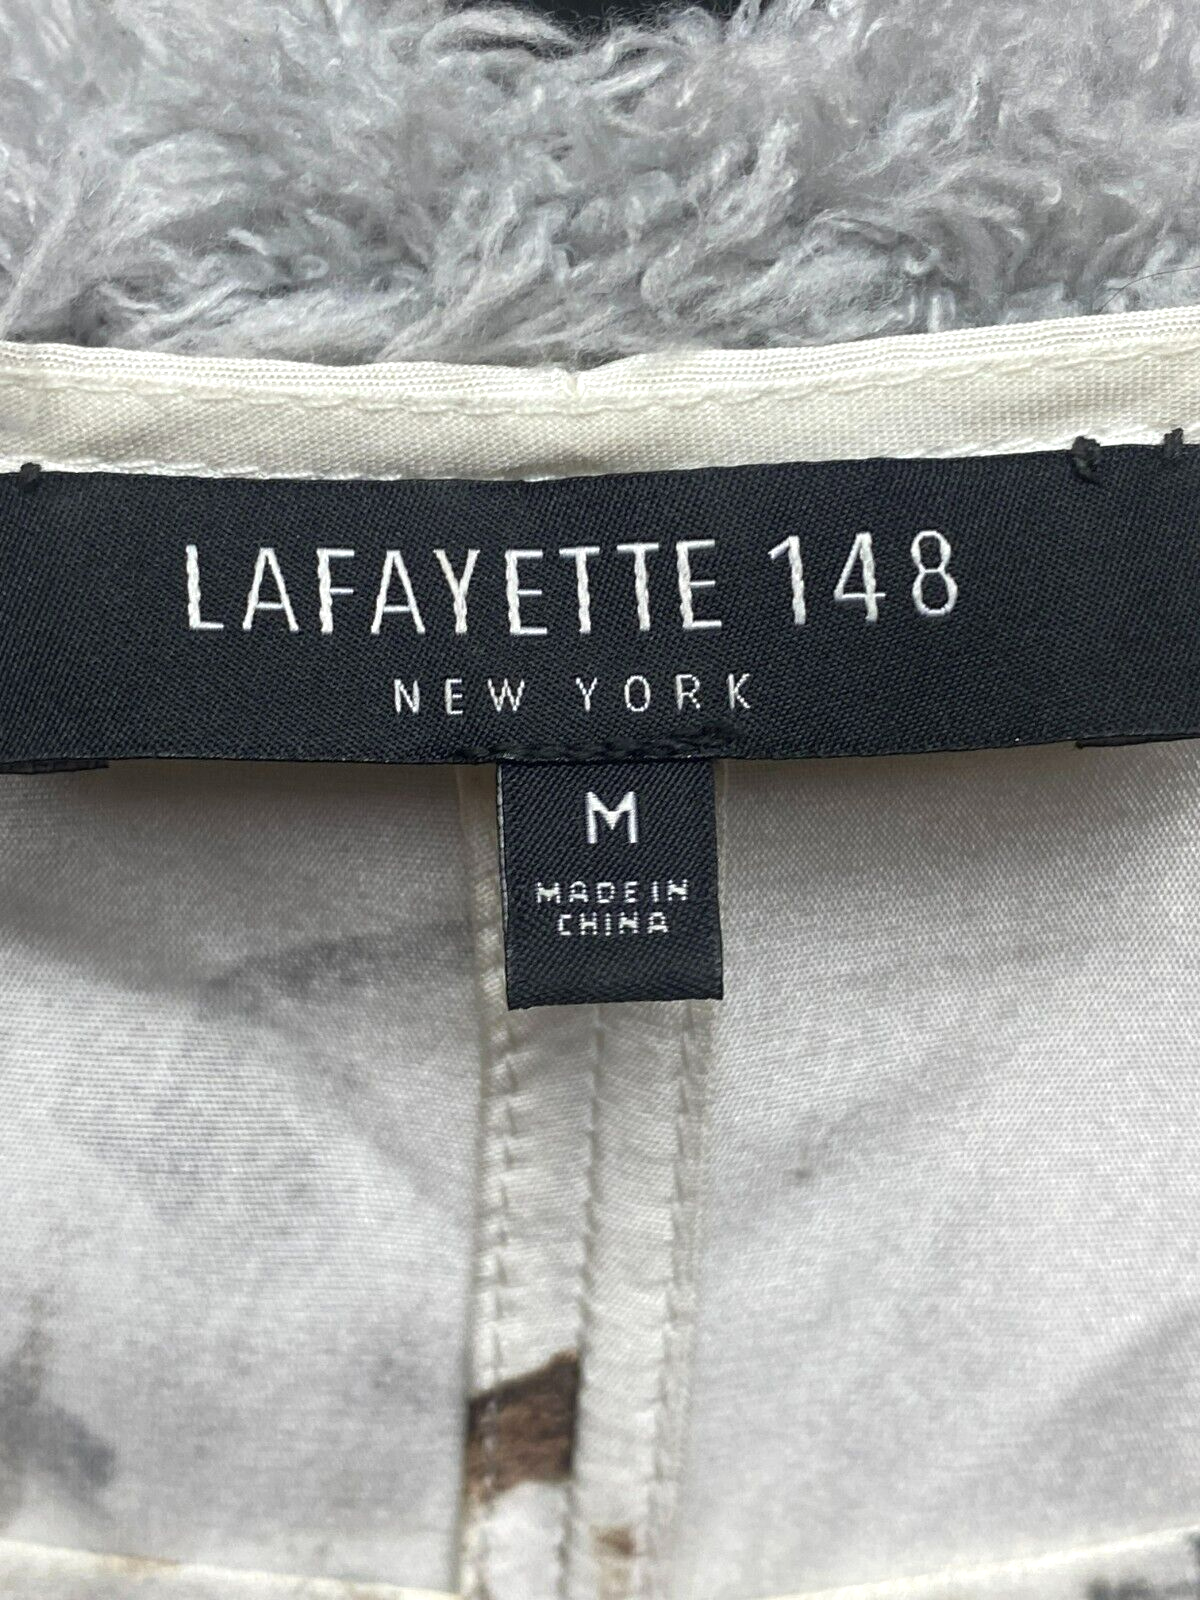 LAFAYETTE 148
NEW YORK
M
MADE IN
CHINA